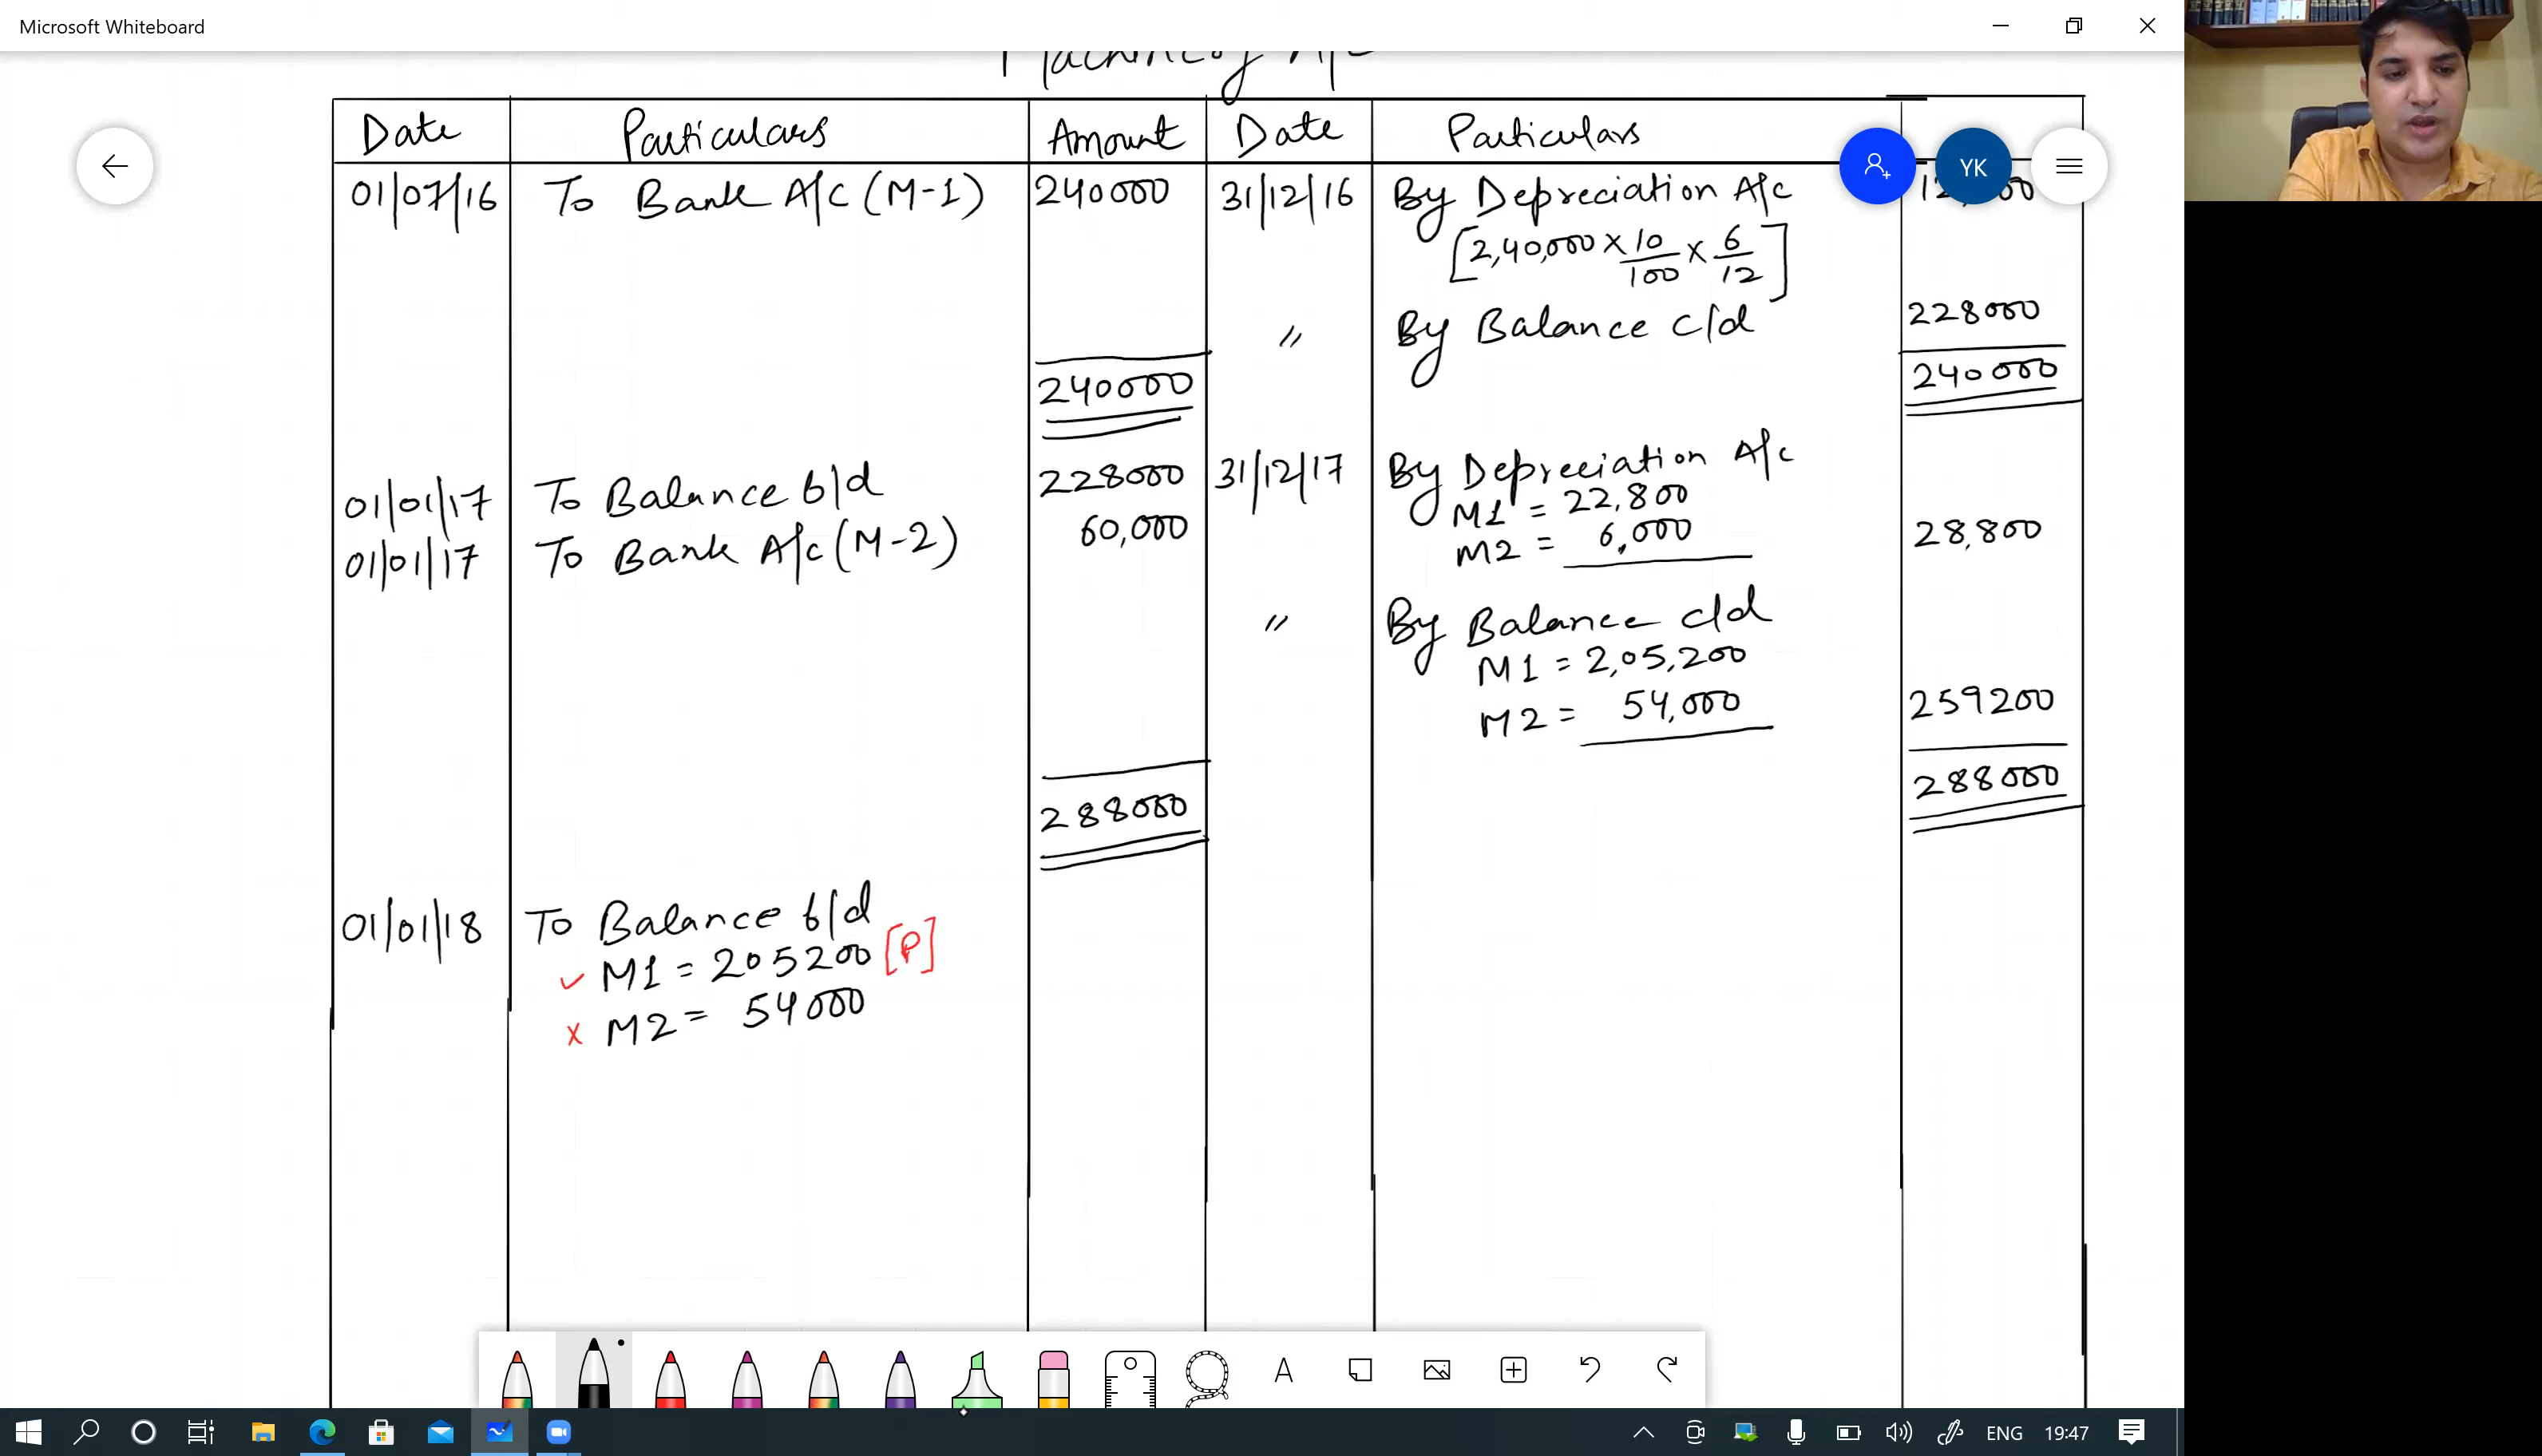 Microsoft Whiteboard
Machinery A/c
Date Particulars Amount Date Particulars
YK
01/07/16 To Bank A/c (M-1) 240000 31/12/16 By Depreciation A/c
[2,40,000 × 10/100 × 6/12]
" By Balance c/d 228000
240000 240000
01/01/17 To Balance b/d 228000 31/12/17 By Depreciation A/c
M1 = 22,800
01/01/17 To Bank A/c (M-2) 60,000 M2 = 6,000 28,800
" By Balance c/d
M1 = 2,05,200
M2 = 54,000 259200
288000 288000
01/01/18 To Balance b/d
✓ M1 = 205200 [P]
x M2 = 54000
A
ENG 19:47